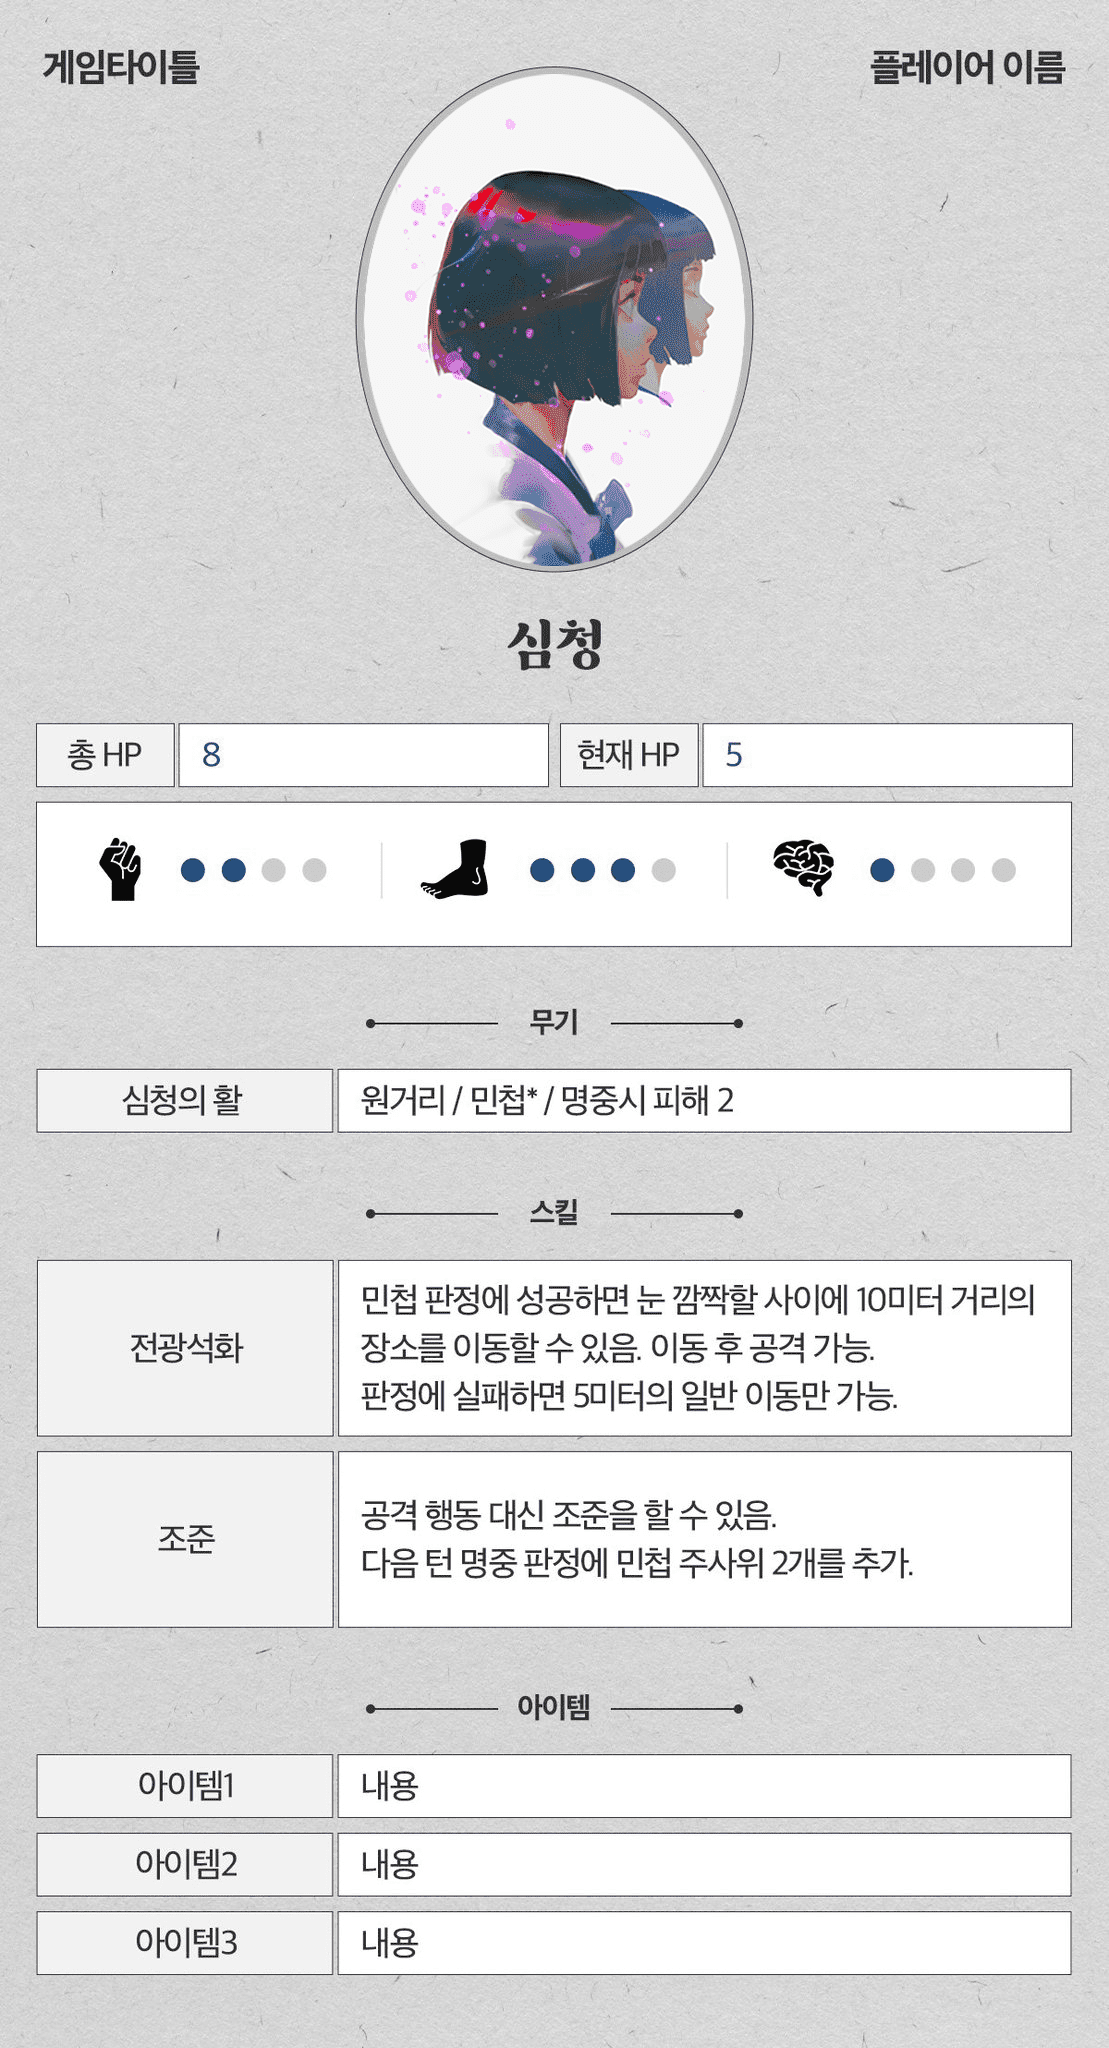 게임타이틀
플레이어 이름
심청
총 HP
8
현재 HP
5
무기
심청의 활
원거리 / 민첩* / 명중시 피해 2
스킬
전광석화
민첩 판정에 성공하면 눈 깜짝할 사이에 10미터 거리의
장소를 이동할 수 있음. 이동 후 공격 가능.
판정에 실패하면 5미터의 일반 이동만 가능.
조준
공격 행동 대신 조준을 할 수 있음.
다음 턴 명중 판정에 민첩 주사위 2개를 추가.
아이템
아이템1
내용
아이템2
내용
아이템3
내용